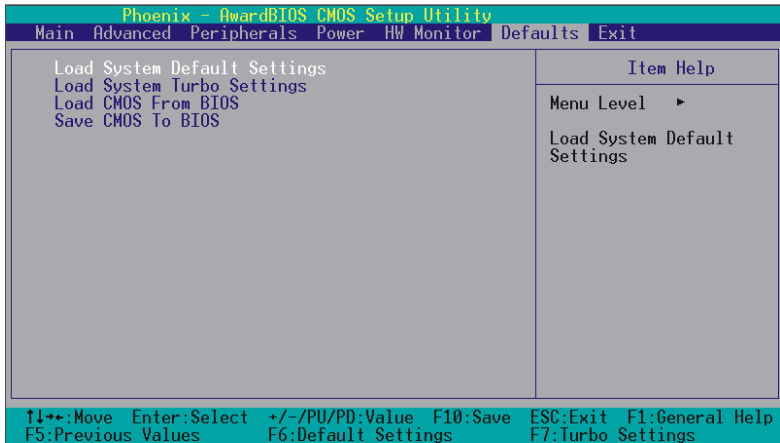 Phoenix - AwardBIOS CMOS Setup Utility
Main Advanced Peripherals Power HW Monitor Defaults Exit
Load System Default Settings
Load System Turbo Settings
Load CMOS From BIOS
Save CMOS To BIOS
Item Help
Menu Level ►
Load System Default
Settings
↑↓→←:Move Enter:Select +/-/PU/PD:Value F10:Save ESC:Exit F1:General Help
F5:Previous Values F6:Default Settings F7:Turbo Settings